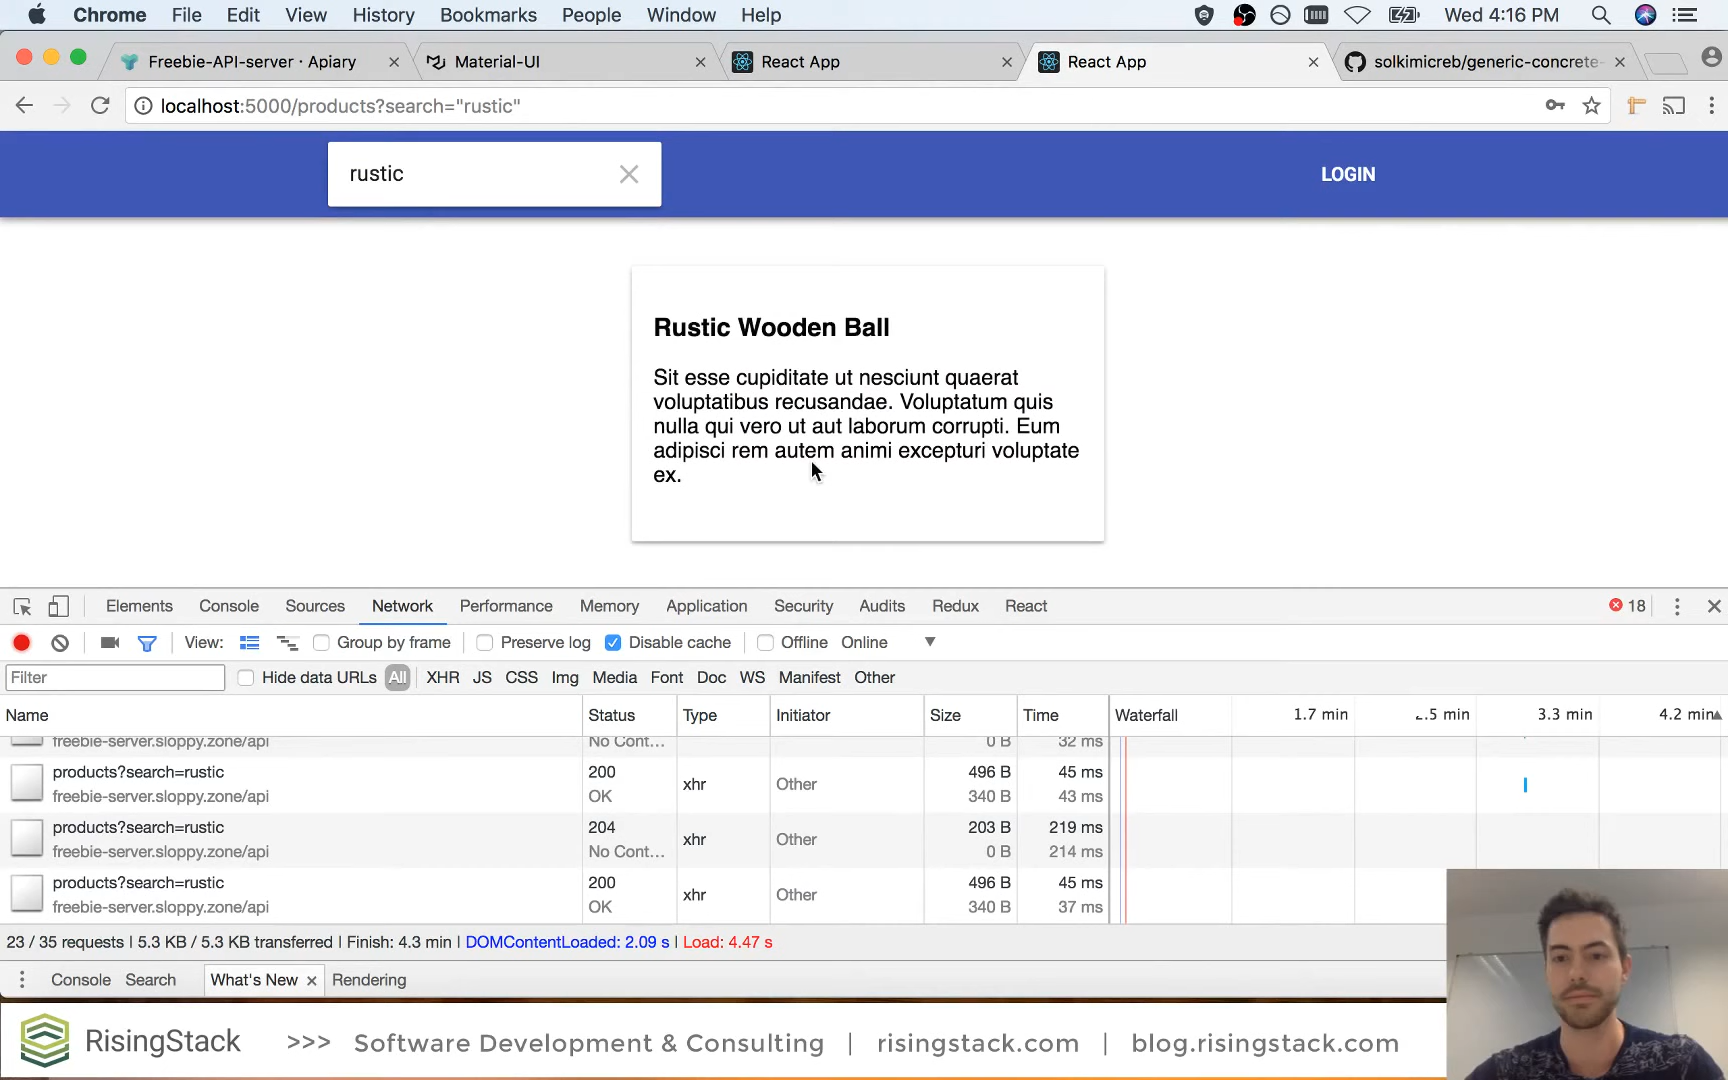 Chrome File Edit View History Bookmarks People Window Help Wed 4:16 PM
Freebie-API-server · Apiary Material-UI React App React App solkimicreb/generic-concrete-
localhost:5000/products?search="rustic"
rustic LOGIN
Rustic Wooden Ball
Sit esse cupiditate ut nesciunt quaerat
voluptatibus recusandae. Voluptatum quis
nulla qui vero ut aut laborum corrupti. Eum
adipisci rem autem animi excepturi voluptate
ex.
Elements Console Sources Network Performance Memory Application Security Audits Redux React 18
View: Group by frame Preserve log Disable cache Offline Online
Filter Hide data URLs All XHR JS CSS Img Media Font Doc WS Manifest Other
Name Status Type Initiator Size Time Waterfall 1.7 min 2.5 min 3.3 min 4.2 min
freebie-server.sloppy.zone/api No Cont... 0 B 32 ms
products?search=rustic 200 xhr Other 496 B 45 ms
freebie-server.sloppy.zone/api OK 340 B 43 ms
products?search=rustic 204 xhr Other 203 B 219 ms
freebie-server.sloppy.zone/api No Cont... 0 B 214 ms
products?search=rustic 200 xhr Other 496 B 45 ms
freebie-server.sloppy.zone/api OK 340 B 37 ms
23 / 35 requests | 5.3 KB / 5.3 KB transferred | Finish: 4.3 min | DOMContentLoaded: 2.09 s | Load: 4.47 s
Console Search What's New Rendering
RisingStack >>> Software Development & Consulting | risingstack.com | blog.risingstack.com